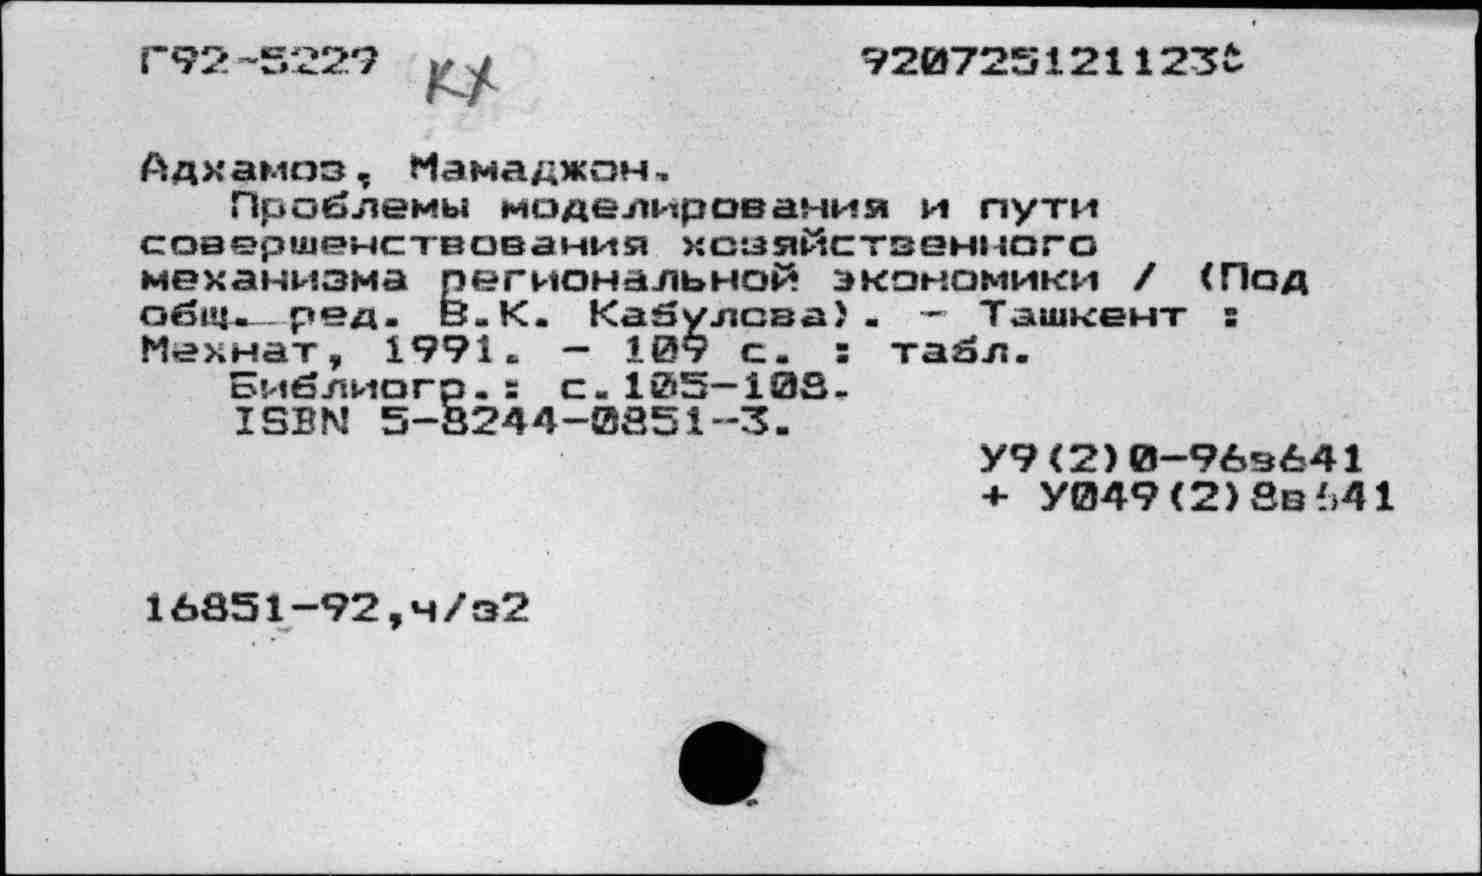 Г92-5229 КХ
Адхамов, Мамаджон.
Проблемы моделирования и пути
совершенствования хозяйственного
механизма региональной экономики / (Под
общ. ред. В.К. Кабулова). - Ташкент :
Мехнат, 1991. - 109 с. : табл.
Библиогр.: с.105-108.
ISBN 5-8244-0851-3.
У9(2)0-96в641
+ У049(2)8в641
16851-92,ч/з2